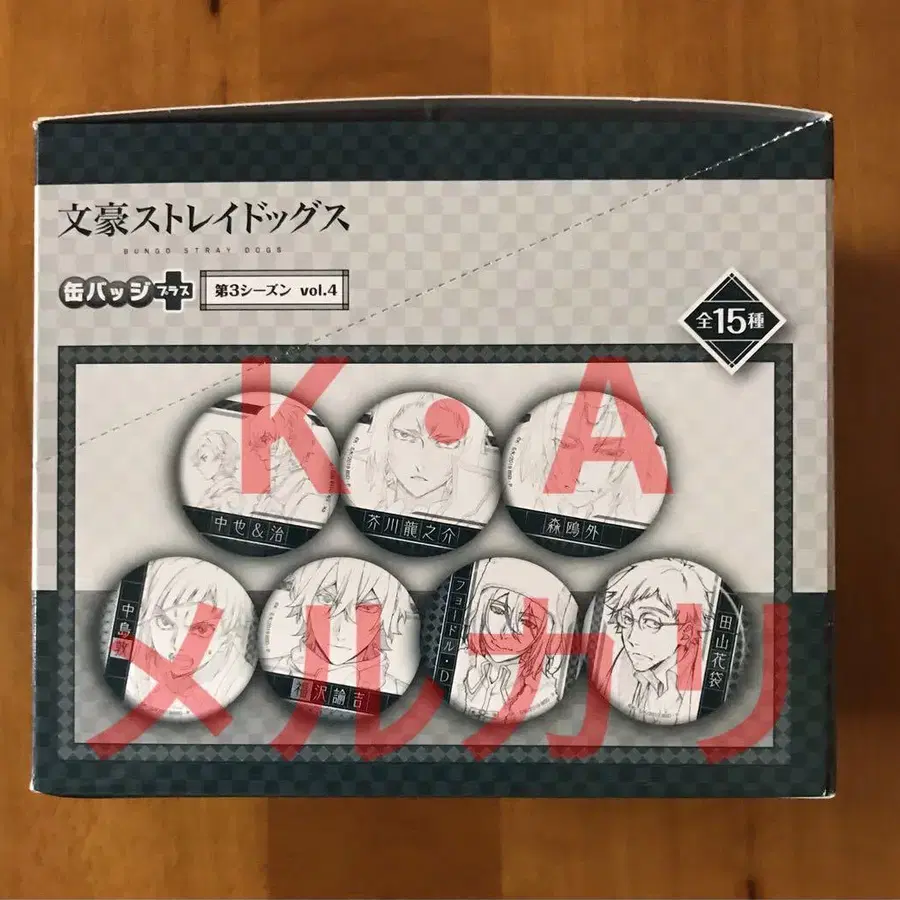 文豪ストレイドッグス
BUNGO STRAY DOGS
缶バッジプラス
第3シーズン vol.4
全15種
K・A
中也&治
芥川龍之介
森鴎外
中島敦
福沢諭吉
フョードル・D
田山花袋
メルカリ